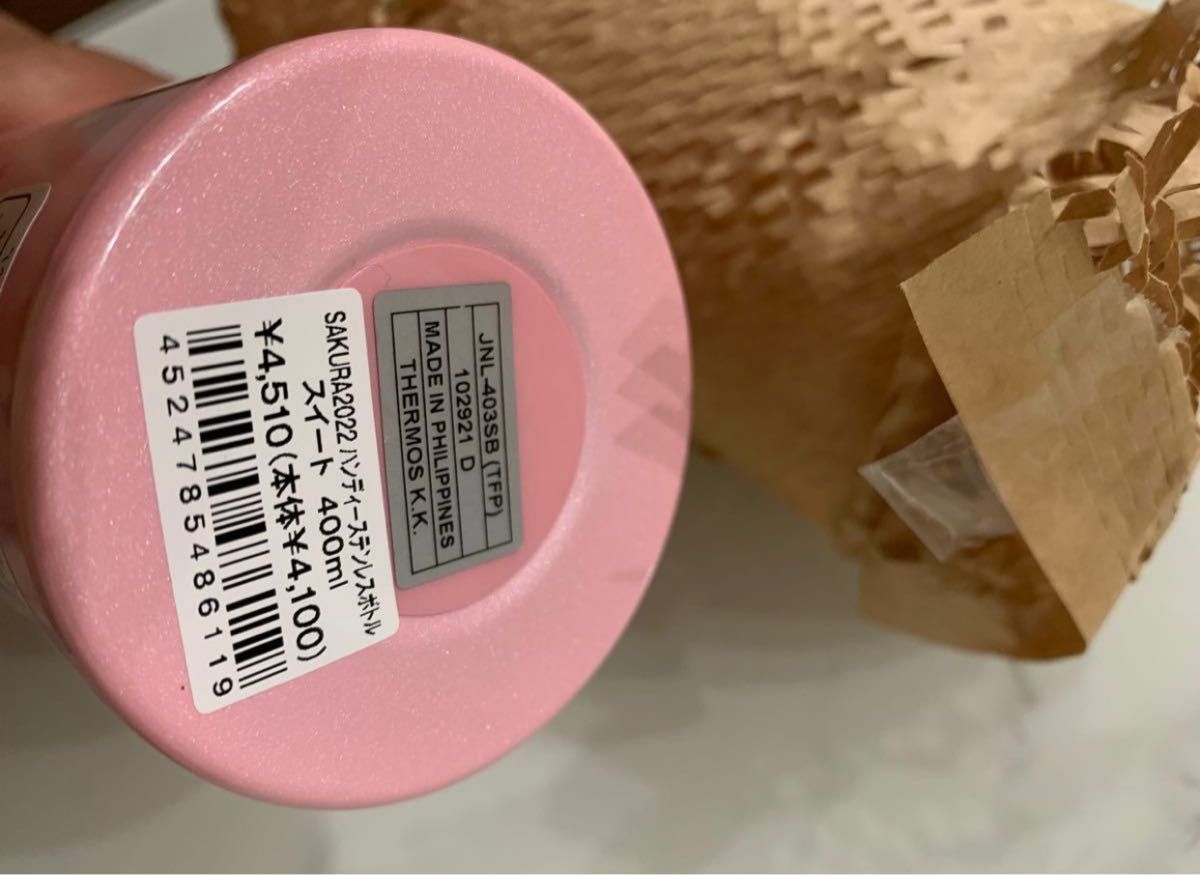 JNL-403SB (TFP)
102921 D
MADE IN PHILIPPINES
THERMOS K.K.
SAKURA2022 ハンディーステンレスボトル
スイート 400ml
¥4,510(本体¥4,100)
4524785486119